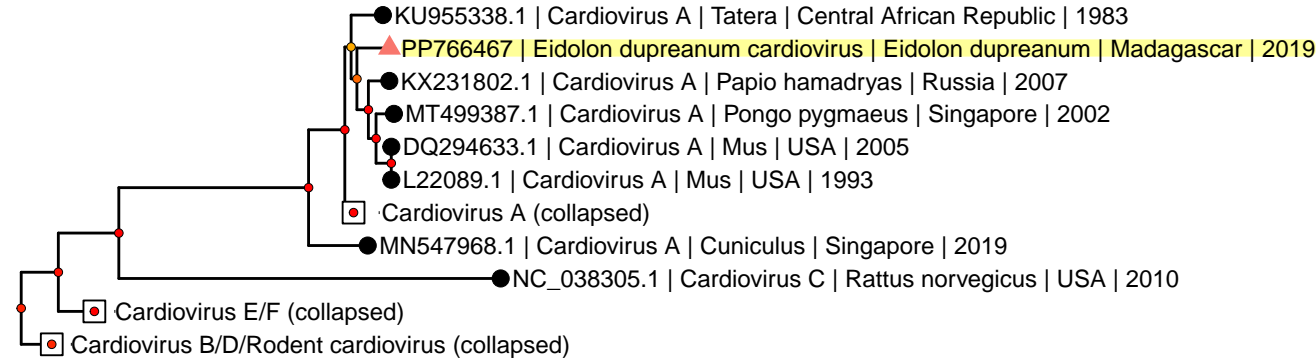 KU955338.1 | Cardiovirus A | Tatera | Central African Republic | 1983
PP766467 | Eidolon dupreanum cardiovirus | Eidolon dupreanum | Madagascar | 2019
KX231802.1 | Cardiovirus A | Papio hamadryas | Russia | 2007
MT499387.1 | Cardiovirus A | Pongo pygmaeus | Singapore | 2002
DQ294633.1 | Cardiovirus A | Mus | USA | 2005
L22089.1 | Cardiovirus A | Mus | USA | 1993
Cardiovirus A (collapsed)
MN547968.1 | Cardiovirus A | Cuniculus | Singapore | 2019
NC_038305.1 | Cardiovirus C | Rattus norvegicus | USA | 2010
Cardiovirus E/F (collapsed)
Cardiovirus B/D/Rodent cardiovirus (collapsed)